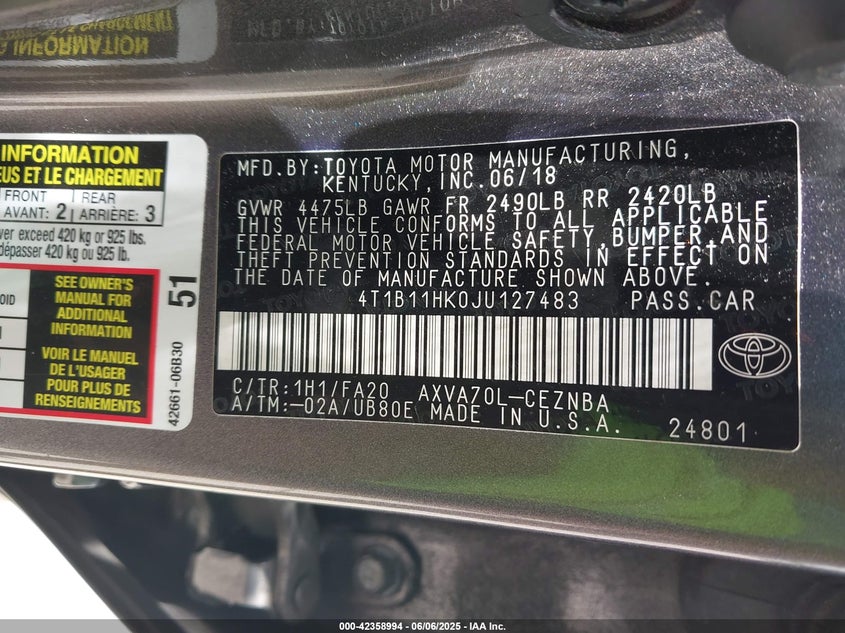 G INFORMATION
INFORMATION
EUS ET LE CHARGEMENT
FRONT
AVANT: 2
REAR
ARRIÈRE: 3
ver exceed 420 kg or 925 lbs.
dépasser 420 kg ou 925 lb.
OID
SEE OWNER'S
MANUAL FOR
ADDITIONAL
INFORMATION
VOIR LE MANUEL
DE L'USAGER
POUR PLUS DE
RENSEIGNEMENTS
51
42661-06B30
MFD.BY:TOYOTA MOTOR MANUFACTURING,
KENTUCKY,INC.06/18
GVWR 4475LB GAWR FR 2490LB RR 2420LB
THIS VEHICLE CONFORMS TO ALL APPLICABLE
FEDERAL MOTOR VEHICLE SAFETY,BUMPER,AND
THEFT PREVENTION STANDARDS IN EFFECT ON
THE DATE OF MANUFACTURE SHOWN ABOVE.
4T1B11HK0JU127483 PASS.CAR
C/TR:1H1/FA20 AXVA70L-CEZNBA
A/TM:-02A/UB80E MADE IN U.S.A.
24801
TOYOTA
000-42358994 - 06/06/2025 - IAA Inc.